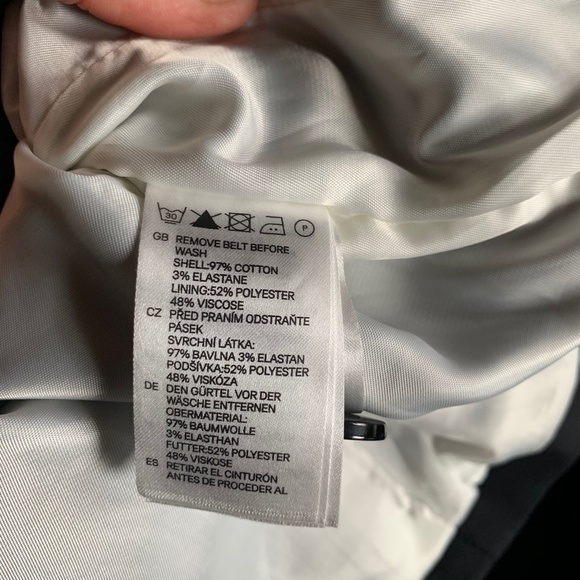 30
P
GB REMOVE BELT BEFORE
WASH
SHELL:97% COTTON
3% ELASTANE
LINING:52% POLYESTER
48% VISCOSE
CZ PŘED PRANÍM ODSTRAŇTE
PÁSEK
SVRCHNÍ LÁTKA:
97% BAVLNA 3% ELASTAN
PODŠÍVKA:52% POLYESTER
48% VISKÓZA
DE DEN GÜRTEL VOR DER
WÄSCHE ENTFERNEN
OBERMATERIAL:
97% BAUMWOLLE
3% ELASTHAN
FUTTER:52% POLYESTER
48% VISKOSE
ES RETIRAR EL CINTURÓN
ANTES DE PROCEDER AL